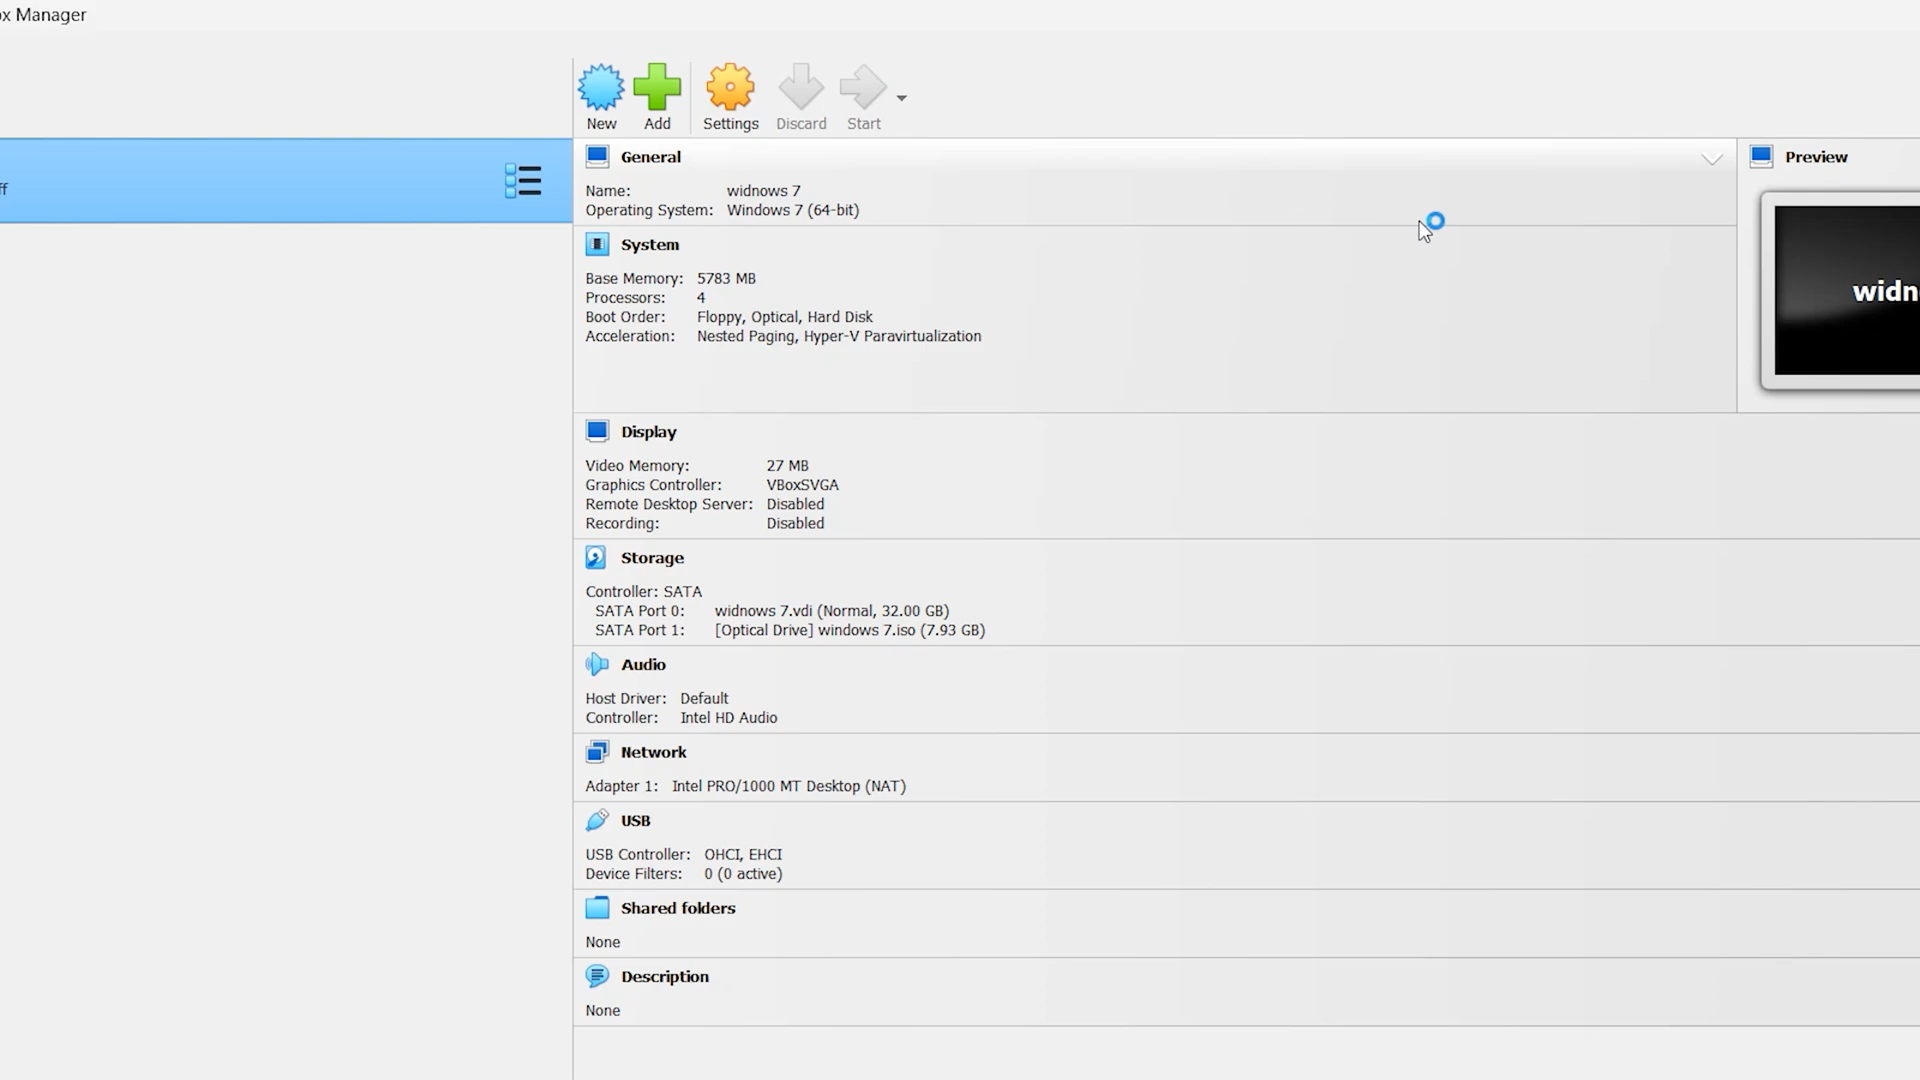 ox Manager
New
Add
Settings
Discard
Start
ff
General
Name: widnows 7
Operating System: Windows 7 (64-bit)
Preview
widn
System
Base Memory: 5783 MB
Processors: 4
Boot Order: Floppy, Optical, Hard Disk
Acceleration: Nested Paging, Hyper-V Paravirtualization
Display
Video Memory: 27 MB
Graphics Controller: VBoxSVGA
Remote Desktop Server: Disabled
Recording: Disabled
Storage
Controller: SATA
SATA Port 0: widnows 7.vdi (Normal, 32.00 GB)
SATA Port 1: [Optical Drive] windows 7.iso (7.93 GB)
Audio
Host Driver: Default
Controller: Intel HD Audio
Network
Adapter 1: Intel PRO/1000 MT Desktop (NAT)
USB
USB Controller: OHCI, EHCI
Device Filters: 0 (0 active)
Shared folders
None
Description
None